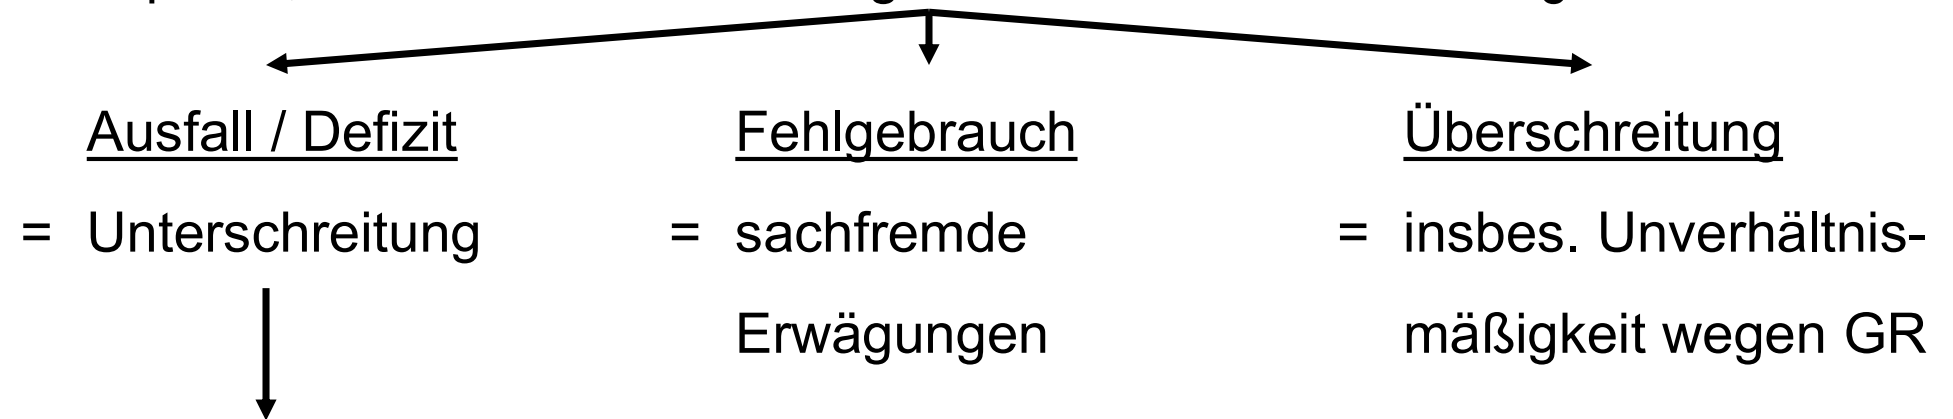 Ausfall / Defizit Fehlgebrauch Überschreitung
= Unterschreitung = sachfremde = insbes. Unverhältnis-
Erwägungen mäßigkeit wegen GR